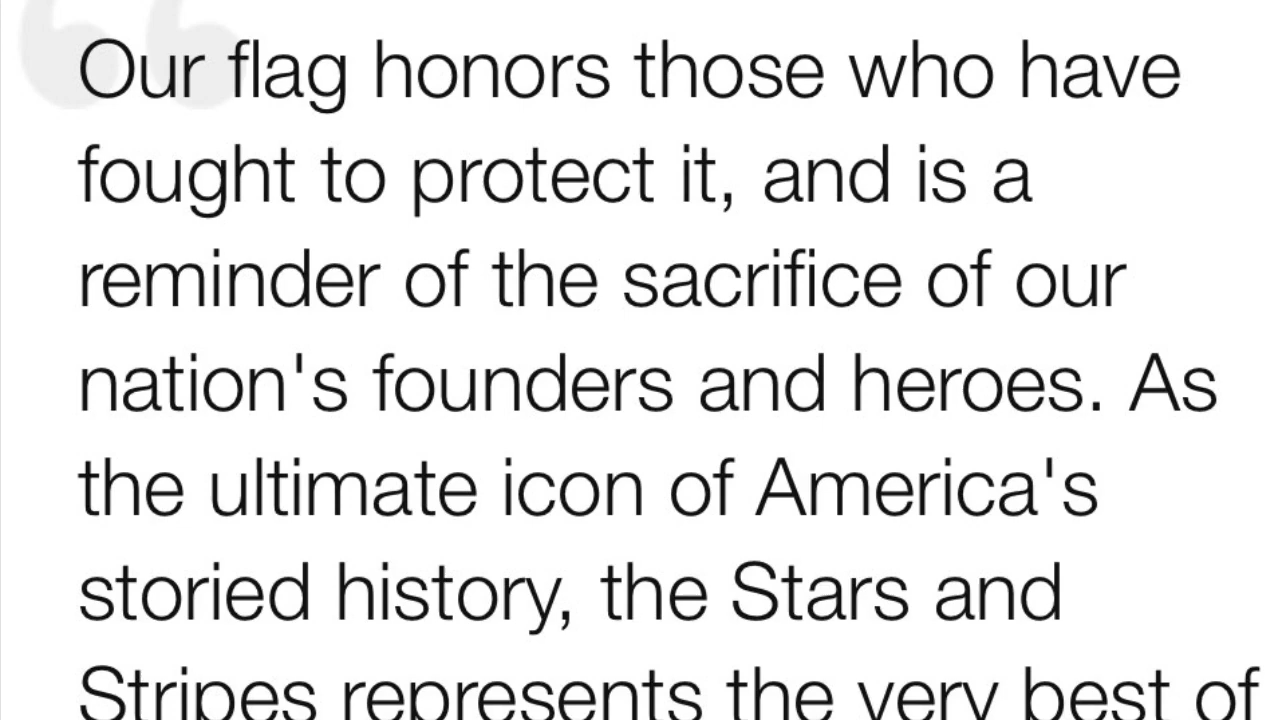 Our flag honors those who have
fought to protect it, and is a
reminder of the sacrifice of our
nation's founders and heroes. As
the ultimate icon of America's
storied history, the Stars and
Stripes represents the very best of